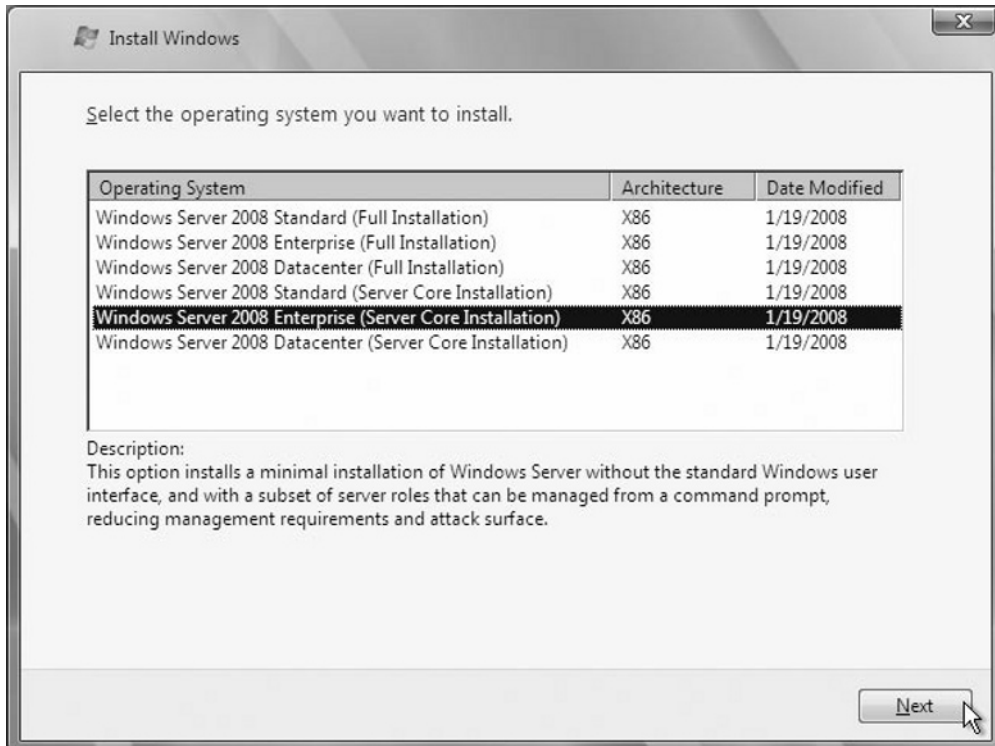 Install Windows
X
Select the operating system you want to install.
Operating System Architecture Date Modified
Windows Server 2008 Standard (Full Installation) X86 1/19/2008
Windows Server 2008 Enterprise (Full Installation) X86 1/19/2008
Windows Server 2008 Datacenter (Full Installation) X86 1/19/2008
Windows Server 2008 Standard (Server Core Installation) X86 1/19/2008
Windows Server 2008 Enterprise (Server Core Installation) X86 1/19/2008
Windows Server 2008 Datacenter (Server Core Installation) X86 1/19/2008
Description:
This option installs a minimal installation of Windows Server without the standard Windows user
interface, and with a subset of server roles that can be managed from a command prompt,
reducing management requirements and attack surface.
Next